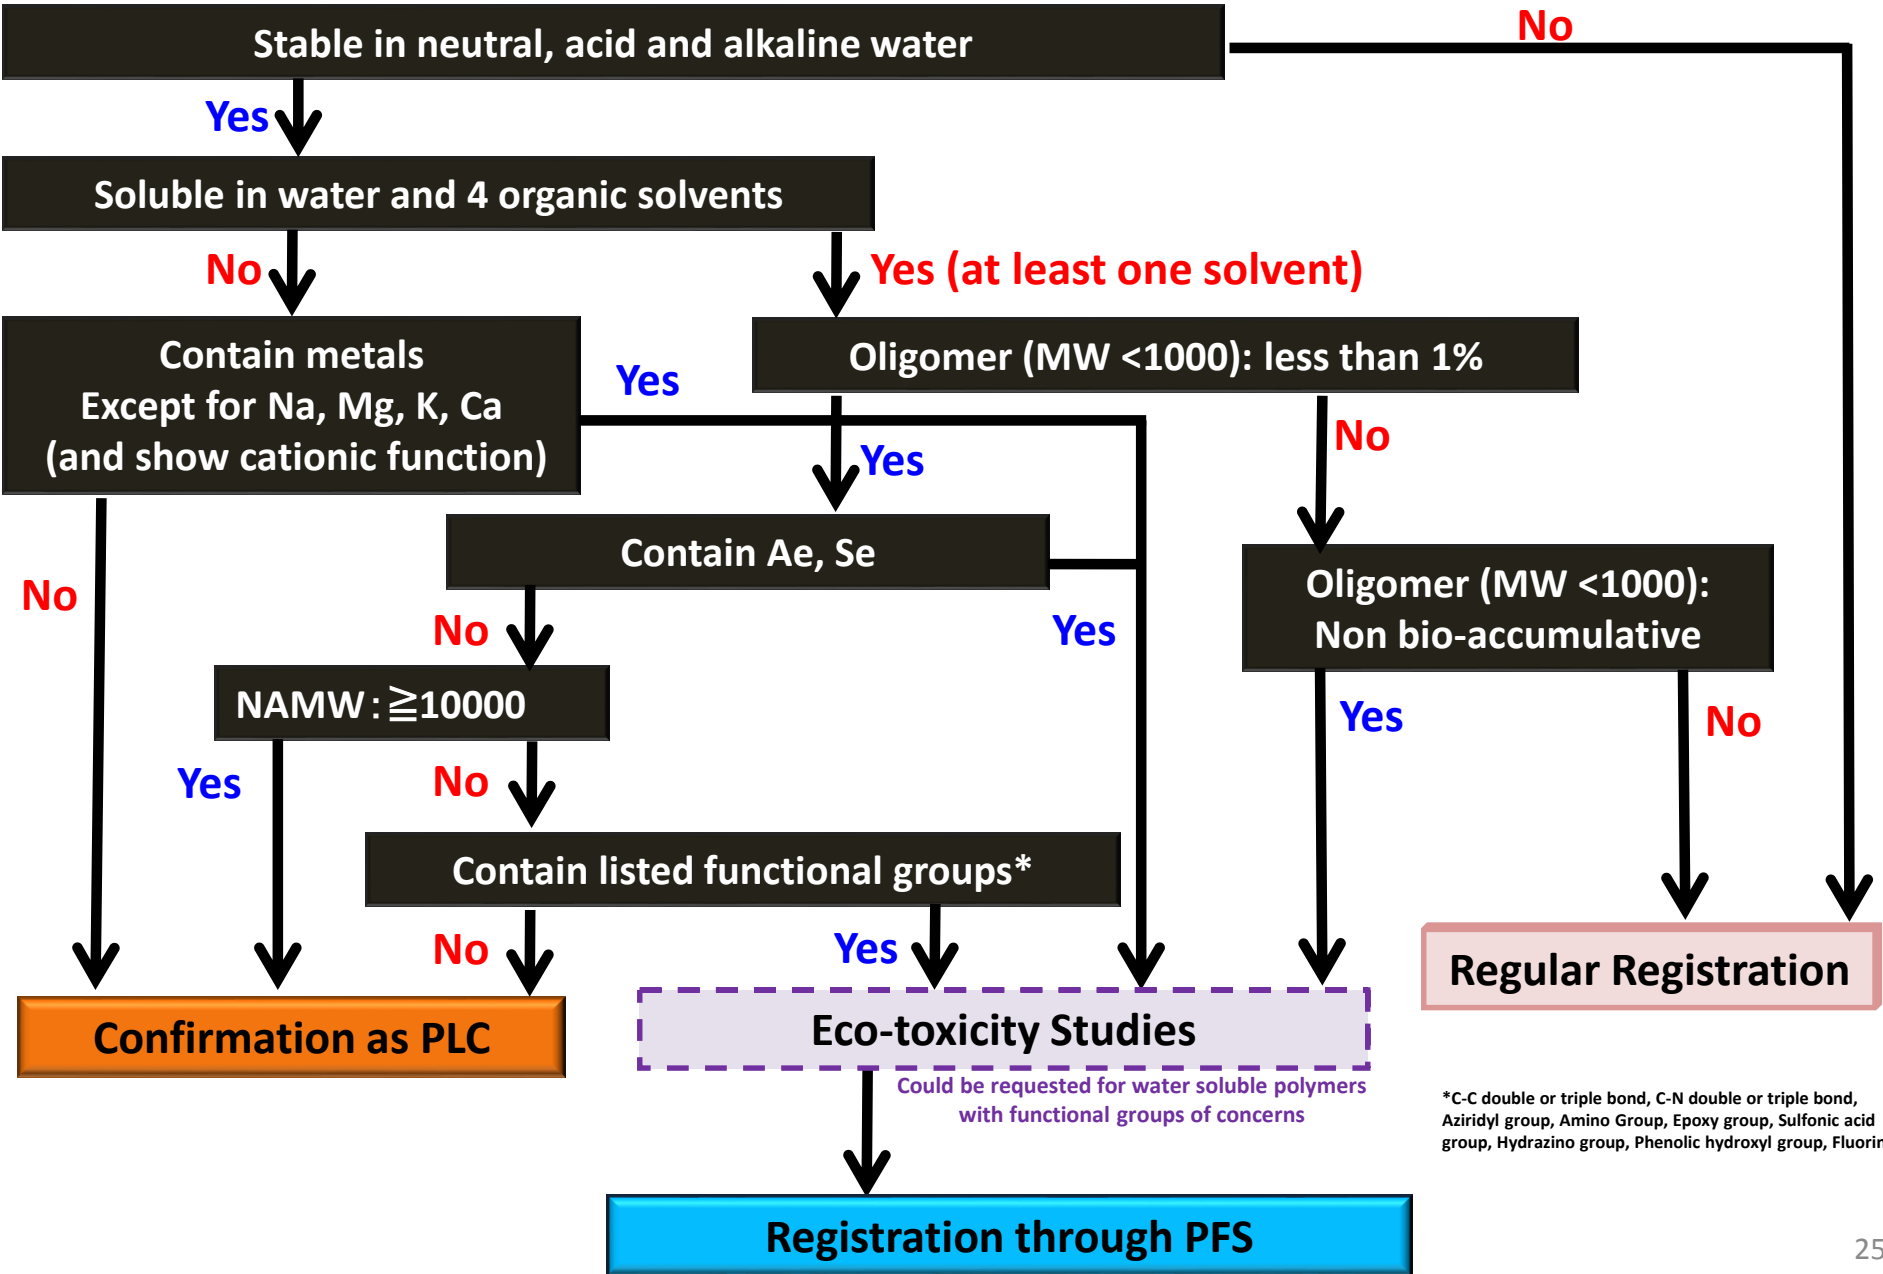 Stable in neutral, acid and alkaline water
No
Yes
Soluble in water and 4 organic solvents
No
Yes (at least one solvent)
Contain metals
Except for Na, Mg, K, Ca
(and show cationic function)
Yes
Oligomer (MW <1000): less than 1%
No
Yes
Contain Ae, Se
No
No
Yes
Oligomer (MW <1000):
Non bio-accumulative
NAMW：≧10000
Yes
No
Yes
No
Contain listed functional groups*
No
Yes
Regular Registration
Confirmation as PLC
Eco-toxicity Studies
Could be requested for water soluble polymers
with functional groups of concerns
*C-C double or triple bond, C-N double or triple bond,
Aziridyl group, Amino Group, Epoxy group, Sulfonic acid
group, Hydrazino group, Phenolic hydroxyl group, Fluorin
Registration through PFS
25